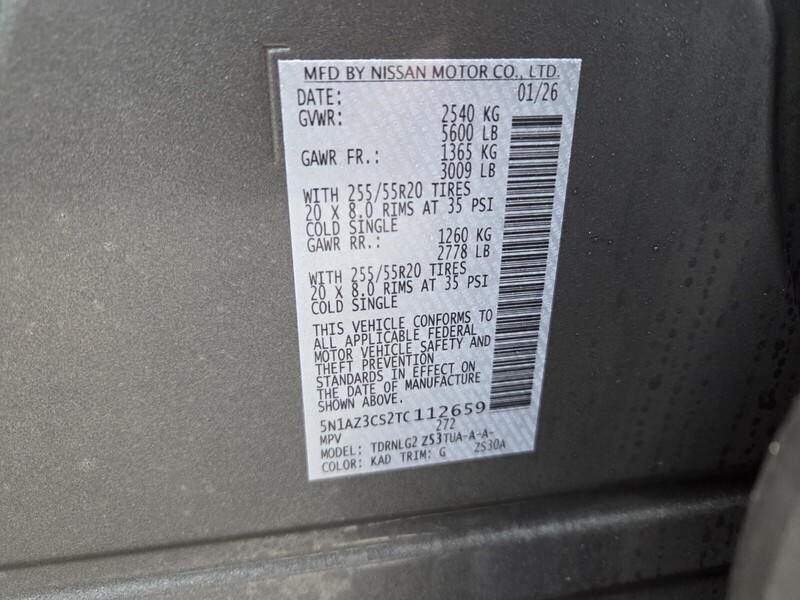 MFD BY NISSAN MOTOR CO., LTD.
DATE: 01/26
GVWR: 2540 KG
5600 LB
GAWR FR.: 1365 KG
3009 LB
WITH 255/55R20 TIRES
20 X 8.0 RIMS AT 35 PSI
COLD SINGLE
GAWR RR.: 1260 KG
2778 LB
WITH 255/55R20 TIRES
20 X 8.0 RIMS AT 35 PSI
COLD SINGLE
THIS VEHICLE CONFORMS TO
ALL APPLICABLE FEDERAL
MOTOR VEHICLE SAFETY AND
THEFT PREVENTION
STANDARDS IN EFFECT ON
THE DATE OF MANUFACTURE
SHOWN ABOVE.
5N1AZ3CS2TC112659
MPV 272
MODEL: TDRNLG2 ZS3TUA-A-A-
COLOR: KAD TRIM: G ZS30A